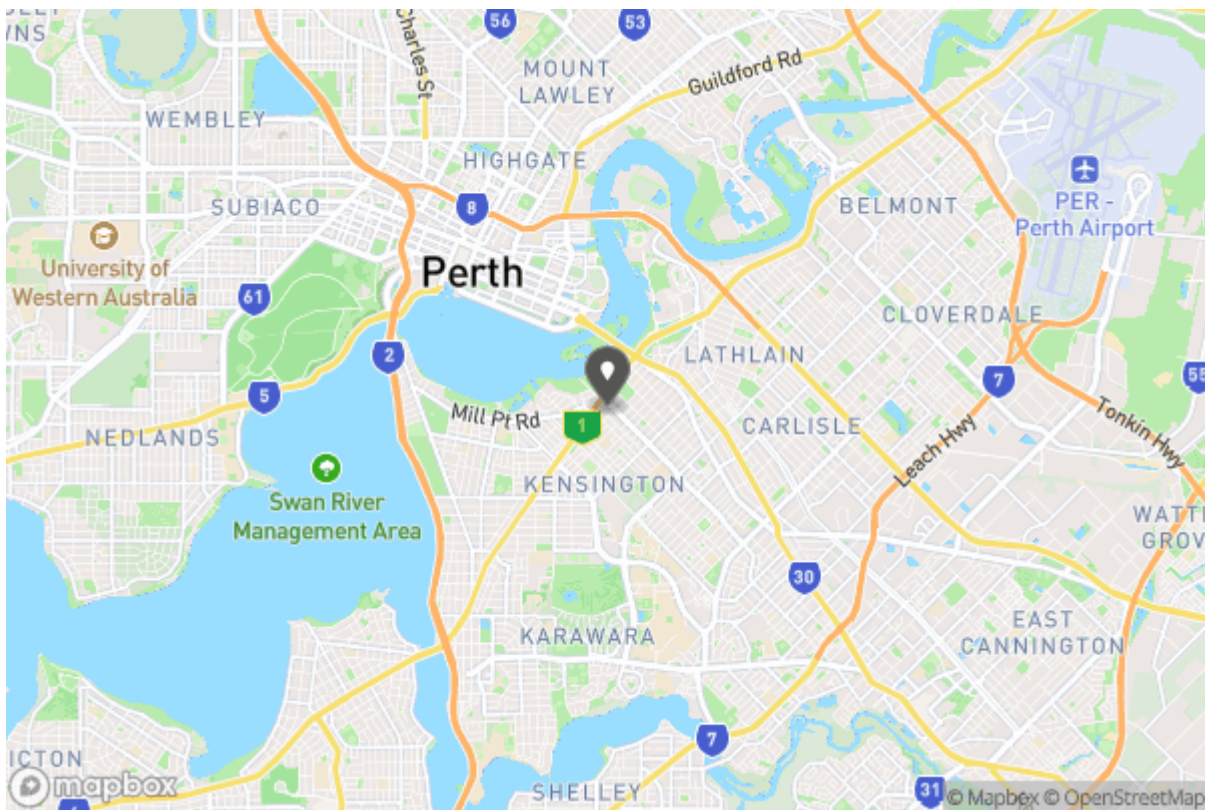 56
53
Charles St
MOUNT
LAWLEY
Guildford Rd
WEMBLEY
HIGHGATE
SUBIACO
8
BELMONT
PER -
Perth Airport
University of
Western Australia
61
Perth
CLOVERDALE
2
LATHLAIN
7
55
5
Mill Pt Rd
1
NEDLANDS
CARLISLE
Leach Hwy
Tonkin Hwy
Swan River
Management Area
KENSINGTON
WATTL
GROV
30
KARAWARA
EAST
CANNINGTON
7
ICTON
mapbox
SHELLEY
31
© Mapbox © OpenStreetMap